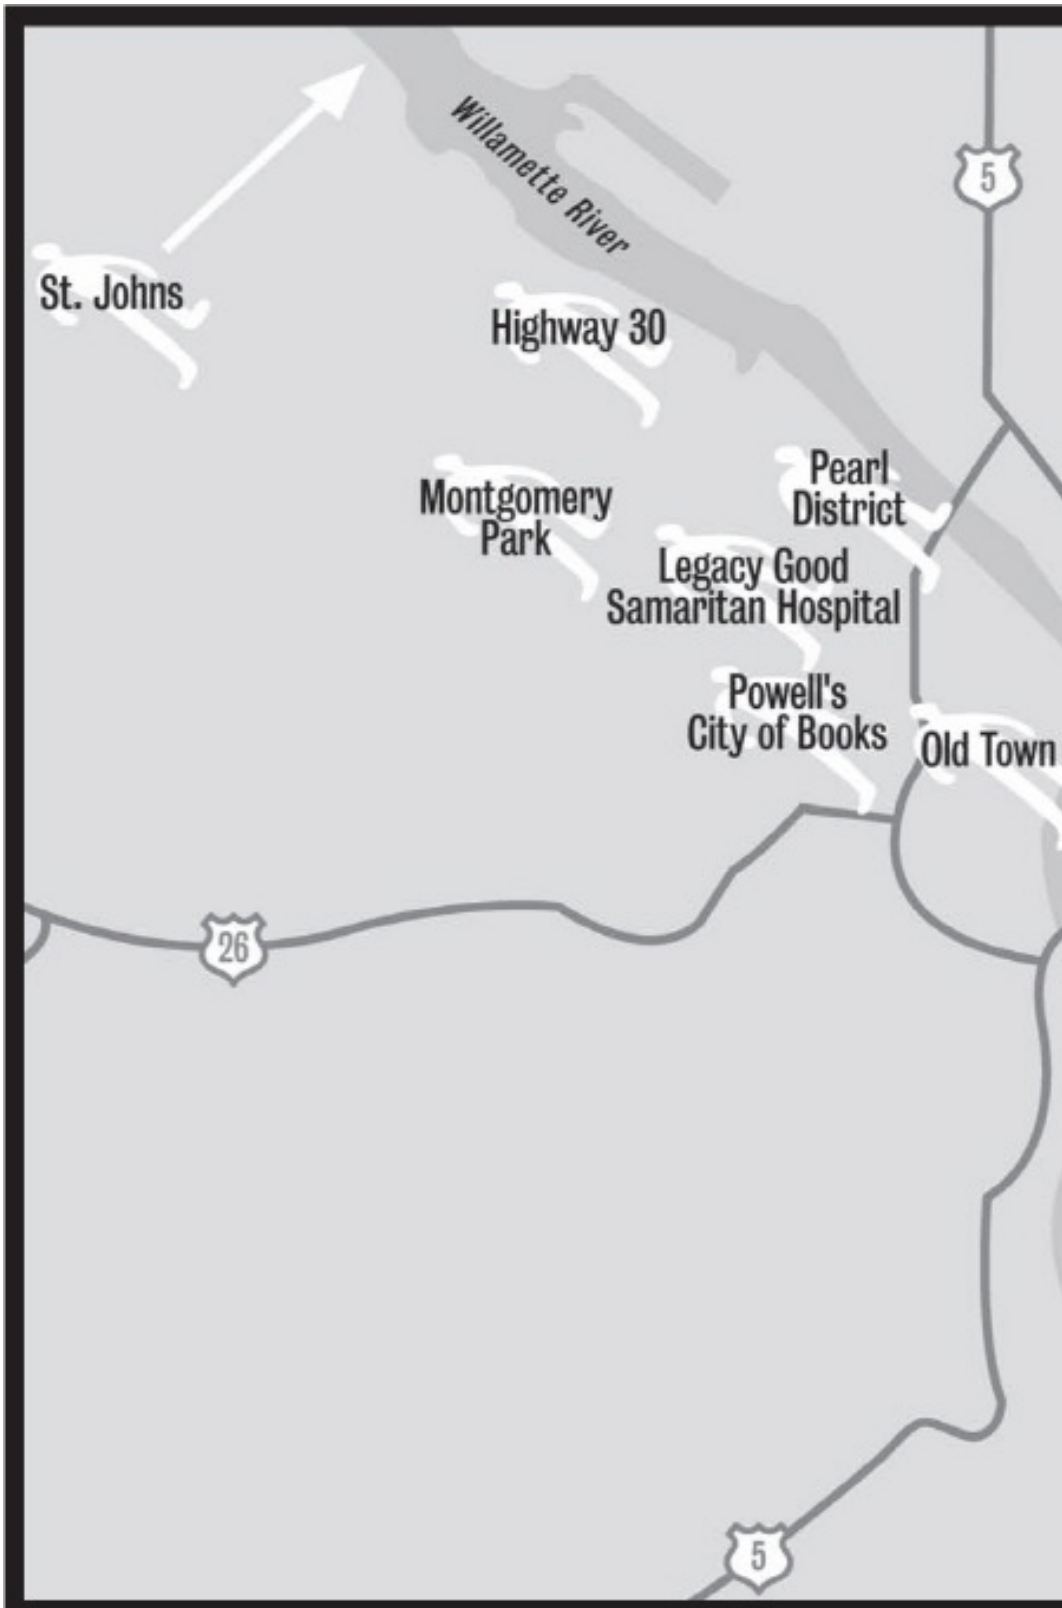 Willamette River
5
St. Johns
Highway 30
Pearl
District
Montgomery
Park
Legacy Good
Samaritan Hospital
Powell's
City of Books
Old Town
26
5